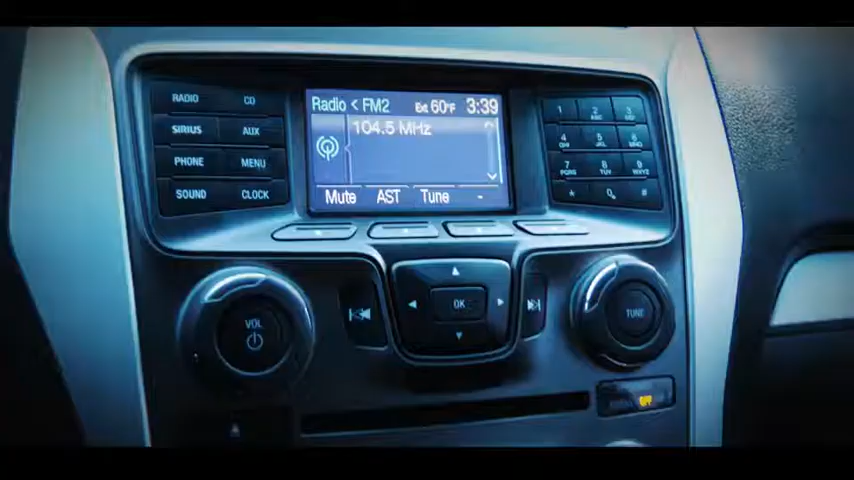 RADIO CD
SIRIUS AUX
PHONE MENU
SOUND CLOCK
Radio < FM2 Ext 60°F 3:39
104.5 MHz
Mute AST Tune -
1 2 ABC 3 DEF
4 GHI 5 JKL 6 MNO
7 PQRS 8 TUV 9 WXYZ
* 0 #
VOL
OK
TUNE
OFF